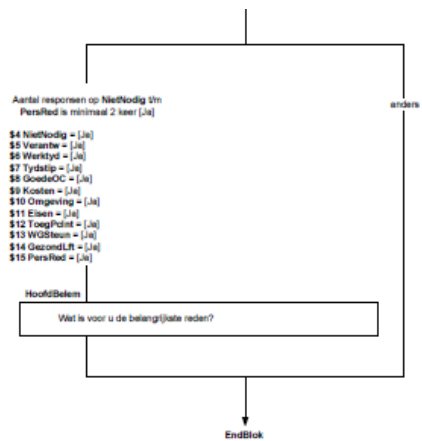 Aantal responsen op NietNodig t/m
PersRed is minimaal 2 keer [Ja]
anders
$4 NietNodig = [Ja]
$5 Verantw = [Ja]
$6 Werktyd = [Ja]
$7 Tydstip = [Ja]
$8 GoedeOC = [Ja]
$9 Kosten = [Ja]
$10 Omgeving = [Ja]
$11 Eisen = [Ja]
$12 ToegPclnt = [Ja]
$13 WGSteun = [Ja]
$14 GezondLft = [Ja]
$15 PersRed = [Ja]
HoofdBelem
Wat is voor u de belangrijkste reden?
EndBlok